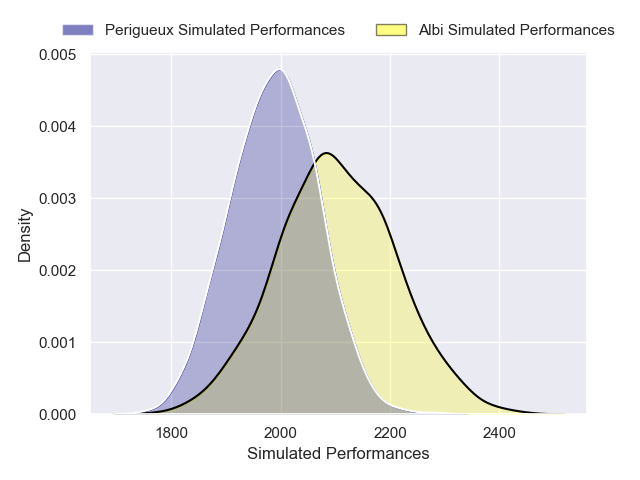 Perigueux Simulated Performances Albi Simulated Performances
0.005
0.004
0.003
0.002
0.001
0.000
Density
1800 2000 2200 2400
Simulated Performances